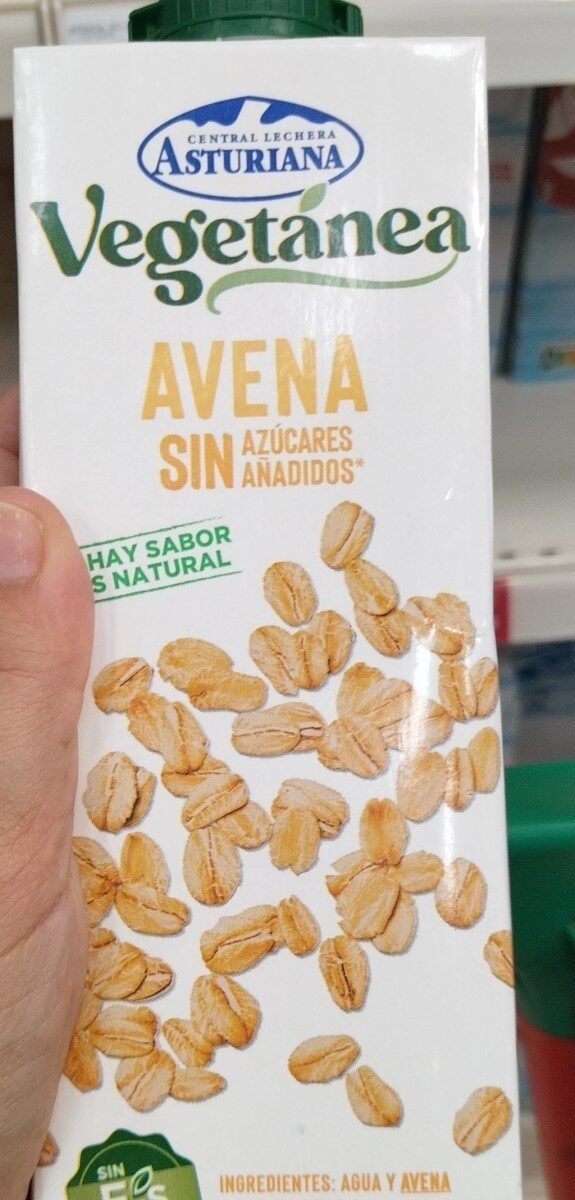 CENTRAL LECHERA
ASTURIANA
Vegetánea
AVENA
SIN AZÚCARES
AÑADIDOS*
HAY SABOR
S NATURAL
SIN
E's
INGREDIENTES: AGUA Y AVENA